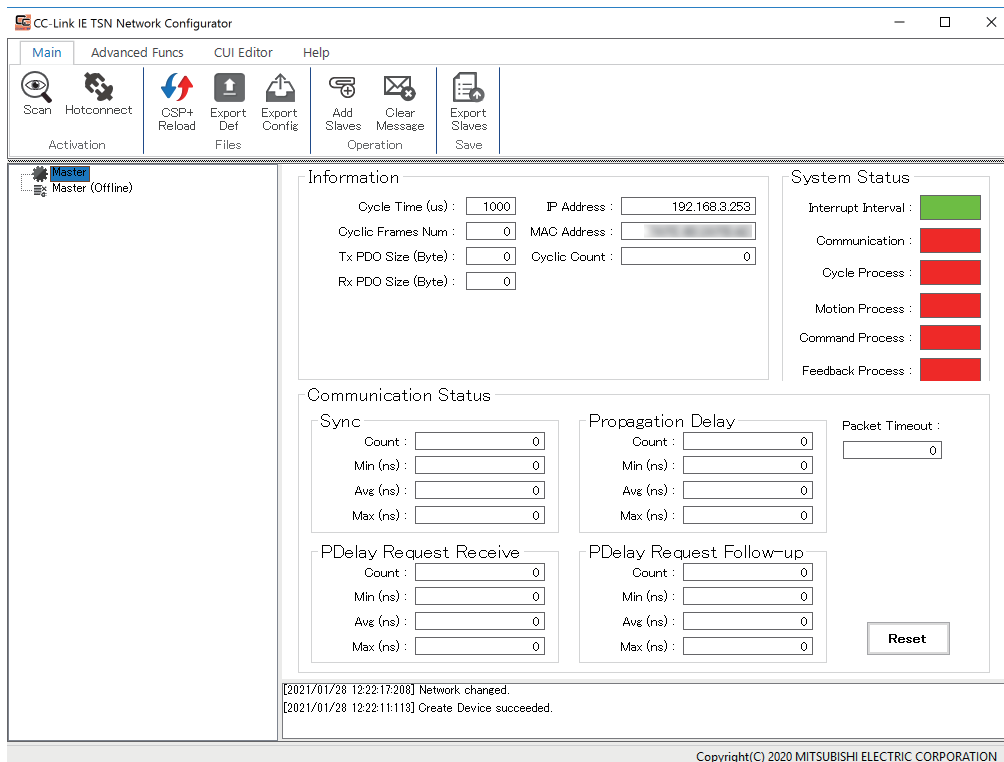 CC-Link IE TSN Network Configurator
Main Advanced Funcs CUI Editor Help
Scan Hotconnect CSP+ Reload Export Def Export Config Add Slaves Clear Message Export Slaves
Activation Files Operation Save
Master
Master (Offline)
Information
Cycle Time (us) : 1000 IP Address : 192.168.3.253
Cyclic Frames Num : 0 MAC Address :
Tx PDO Size (Byte) : 0 Cyclic Count : 0
Rx PDO Size (Byte) : 0
System Status
Interrupt Interval :
Communication :
Cycle Process :
Motion Process :
Command Process :
Feedback Process :
Communication Status
Sync
Count : 0
Min (ns) : 0
Avg (ns) : 0
Max (ns) : 0
Propagation Delay
Count : 0
Min (ns) : 0
Avg (ns) : 0
Max (ns) : 0
Packet Timeout :
0
PDelay Request Receive
Count : 0
Min (ns) : 0
Avg (ns) : 0
Max (ns) : 0
PDelay Request Follow-up
Count : 0
Min (ns) : 0
Avg (ns) : 0
Max (ns) : 0
Reset
[2021/01/28 12:22:17:208] Network changed.
[2021/01/28 12:22:11:113] Create Device succeeded.
Copyright(C) 2020 MITSUBISHI ELECTRIC CORPORATION